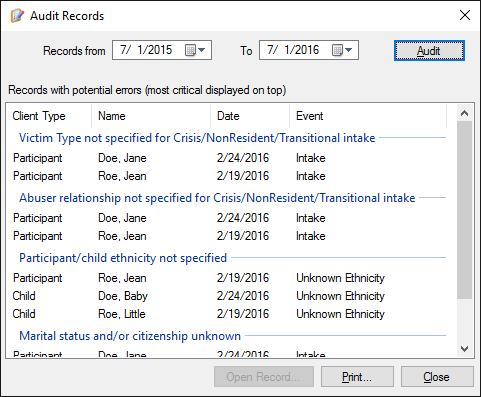 Audit Records
Records from 7/ 1/2015 To 7/ 1/2016 Audit
Records with potential errors (most critical displayed on top)
Client Type Name Date Event
Victim Type not specified for Crisis/NonResident/Transitional intake
Participant Doe, Jane 2/24/2016 Intake
Participant Roe, Jean 2/19/2016 Intake
Abuser relationship not specified for Crisis/NonResident/Transitional intake
Participant Doe, Jane 2/24/2016 Intake
Participant Roe, Jean 2/19/2016 Intake
Participant/child ethnicity not specified
Participant Roe, Jean 2/19/2016 Unknown Ethnicity
Child Doe, Baby 2/24/2016 Unknown Ethnicity
Child Roe, Little 2/19/2016 Unknown Ethnicity
Marital status and/or citizenship unknown
Participant Doe, Jane 2/24/2016 Intake
Open Record... Print... Close